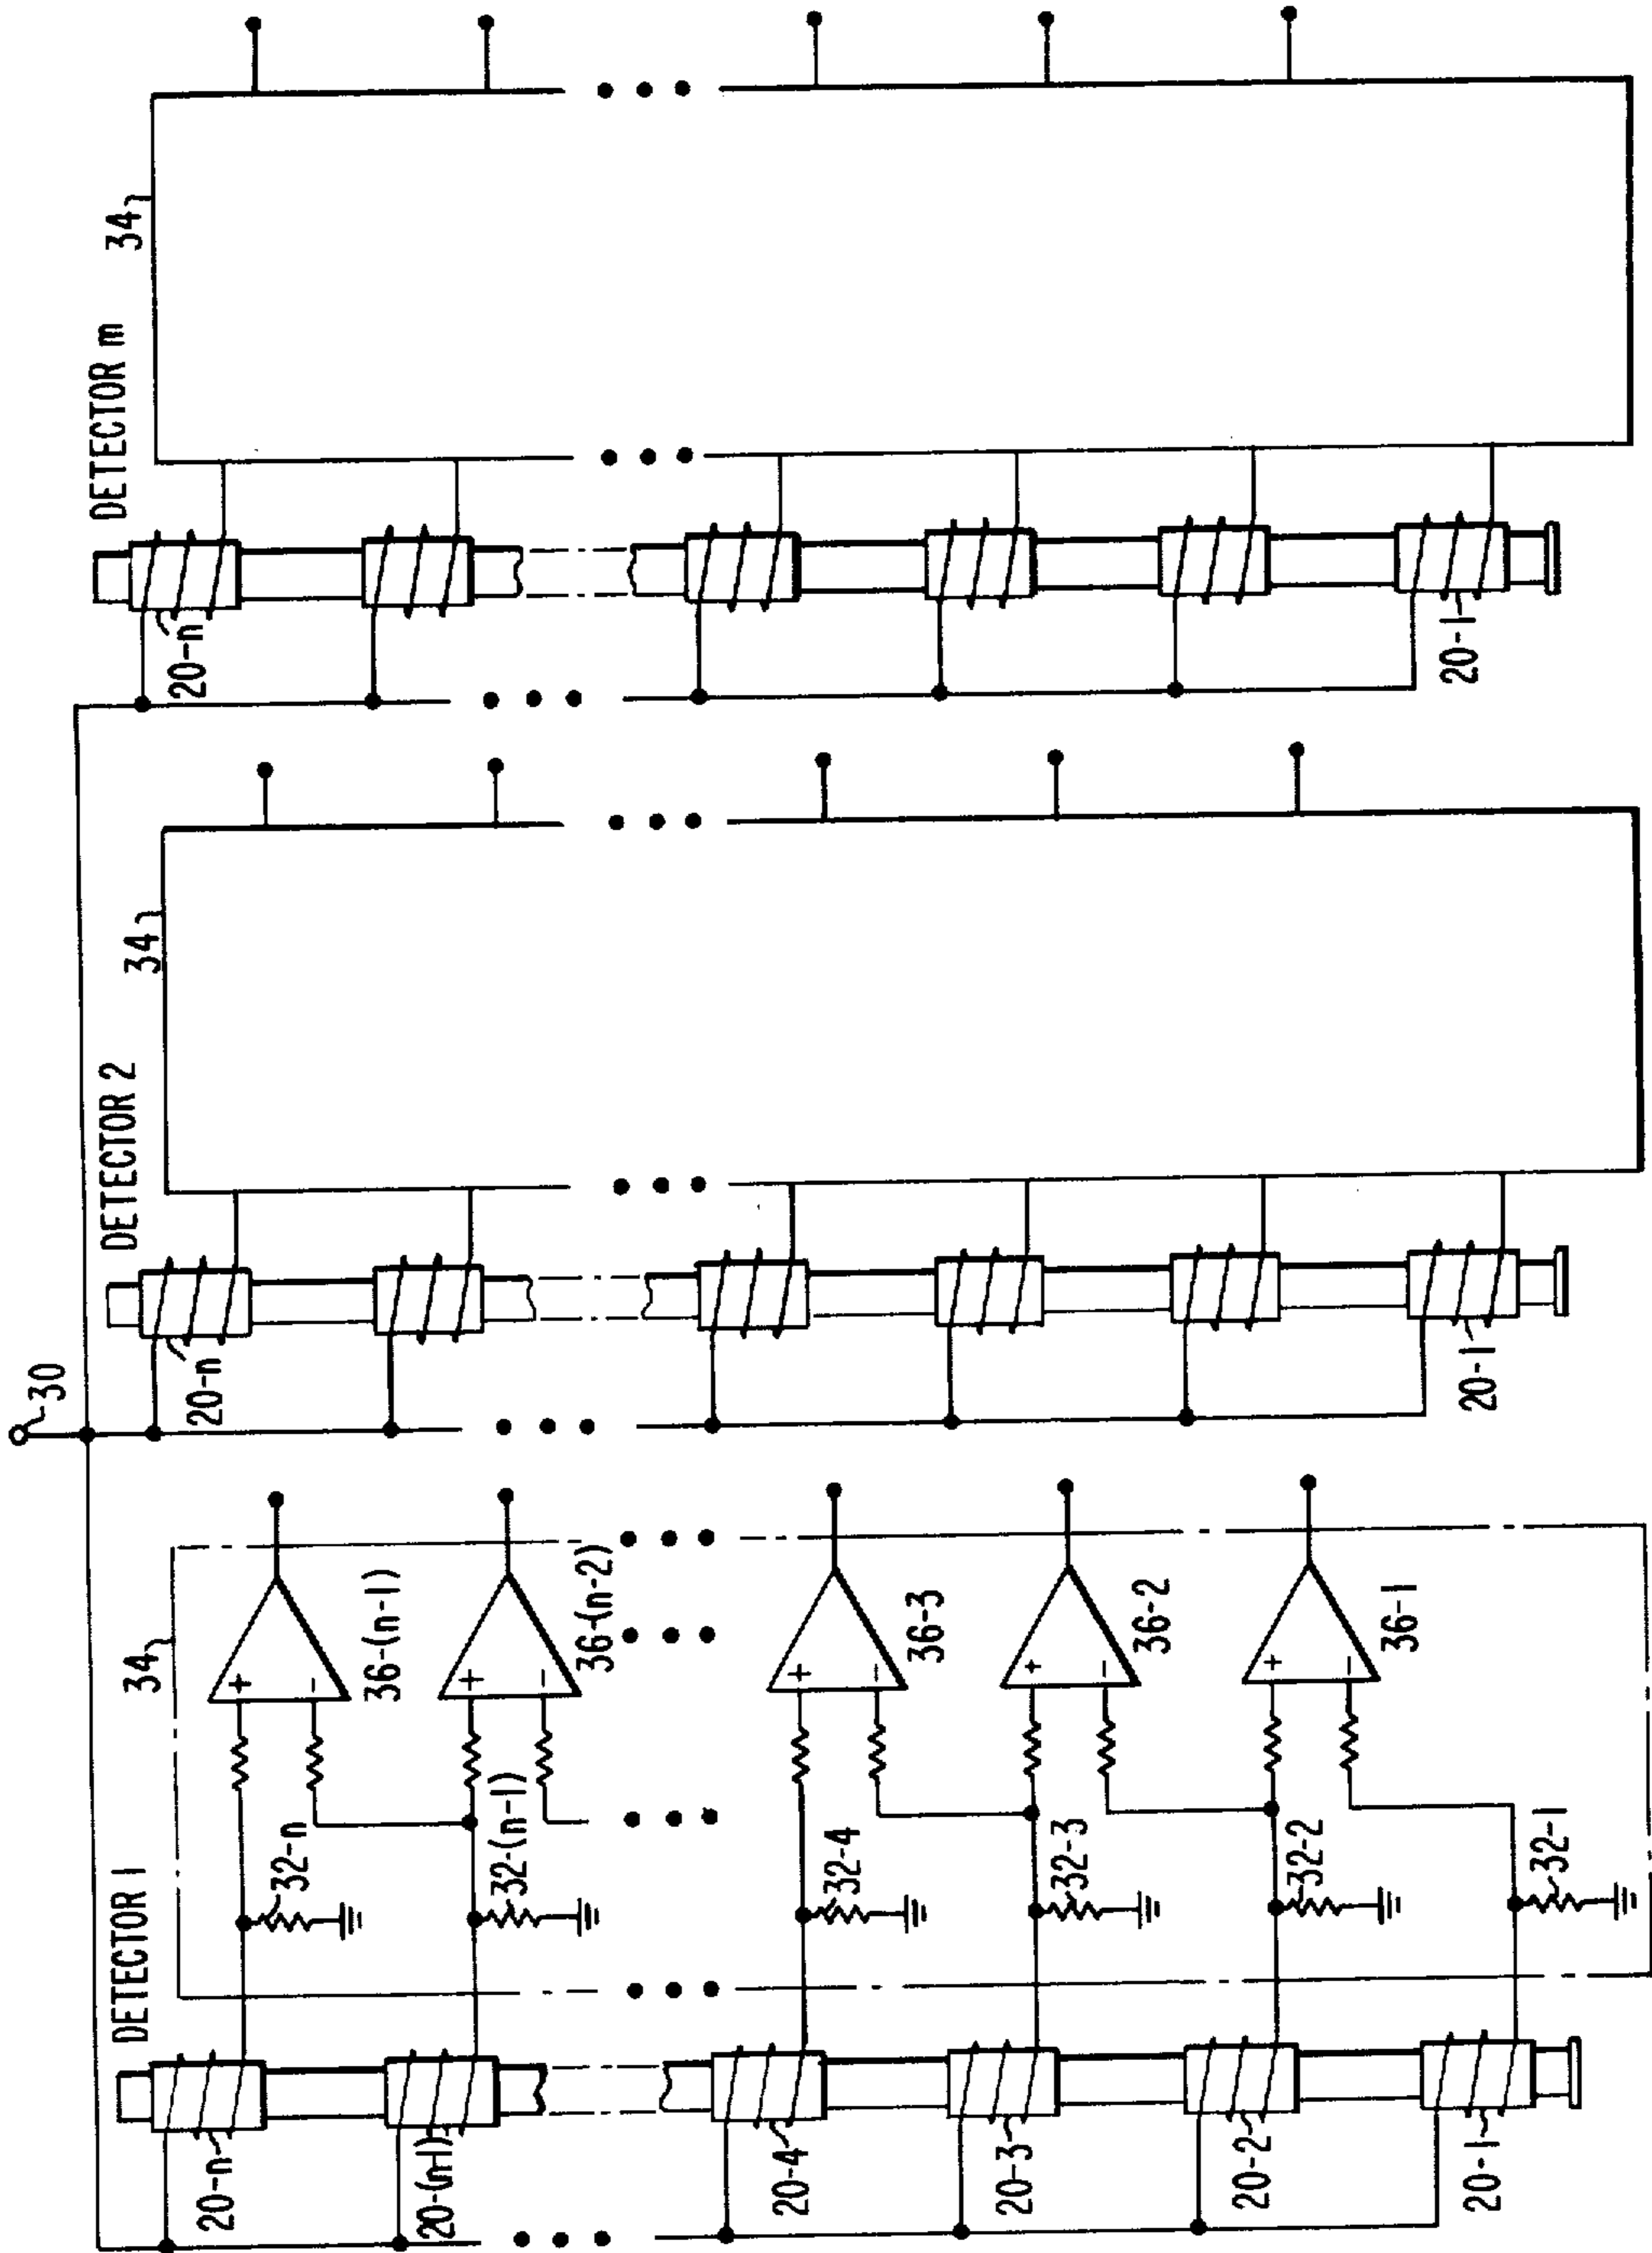 30
DETECTOR 1
DETECTOR 2
DETECTOR m
34
34
34
20-n
20-(n-1)
20-4
20-3
20-2
20-1
32-n
32-(n-1)
32-4
32-3
32-2
32-1
+
-
36-(n-1)
+
-
36-(n-2)
+
-
36-3
+
-
36-2
+
-
36-1
20-n
20-1
20-n
20-1